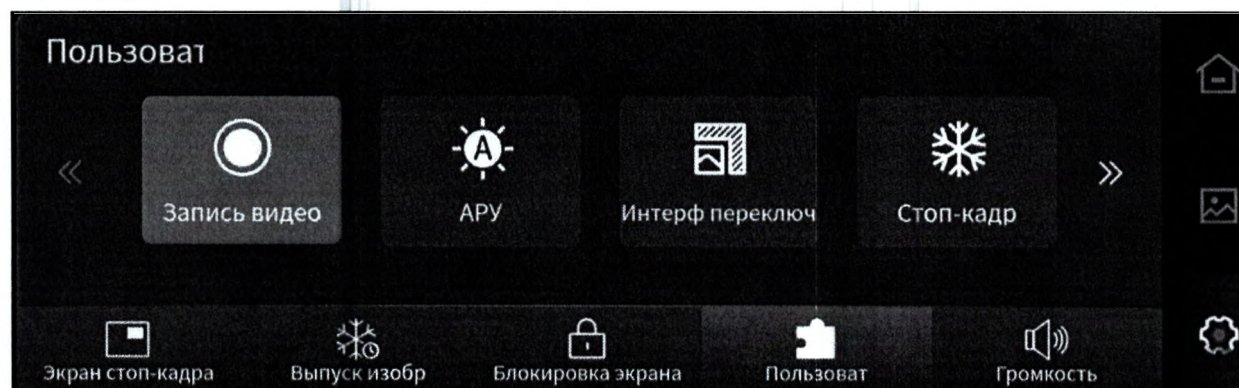 Пользоват
Запись видео
АРУ
Интерф переключ
Стоп-кадр
Экран стоп-кадра
Выпуск изобр
Блокировка экрана
Пользоват
Громкость